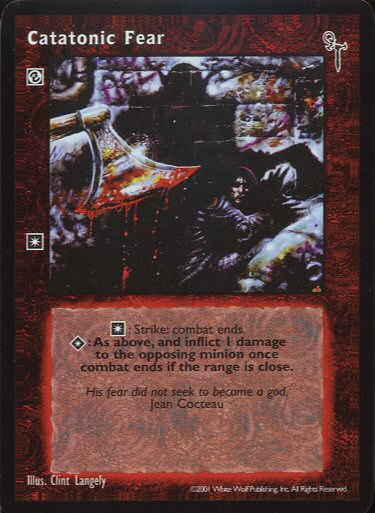 Catatonic Fear
: Strike: combat ends.
: As above, and inflict 1 damage
to the opposing minion once
combat ends if the range is close.
His fear did not seek to become a god.
Jean Cocteau
Illus. Clint Langely
©2001 White Wolf Publishing, Inc. All Rights Reserved.